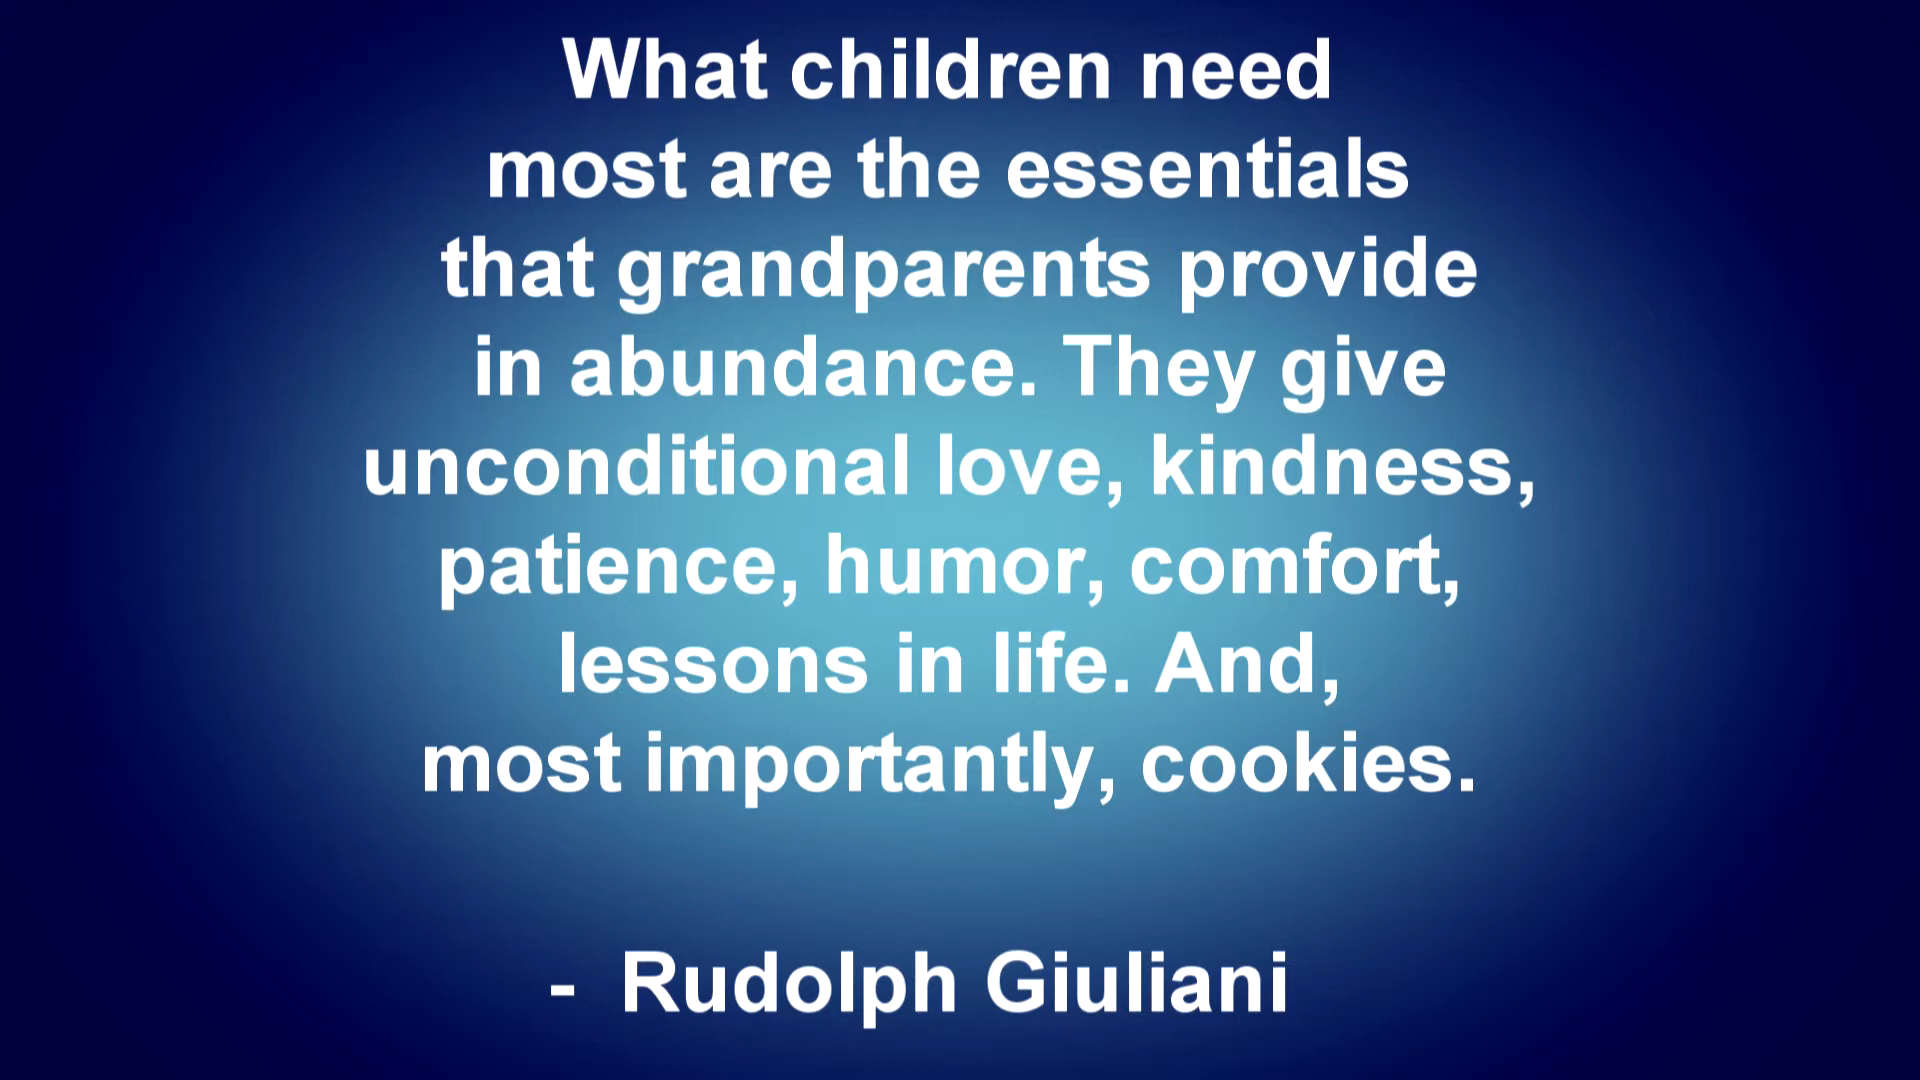 What children need
most are the essentials
that grandparents provide
in abundance. They give
unconditional love, kindness,
patience, humor, comfort,
lessons in life. And,
most importantly, cookies.
- Rudolph Giuliani